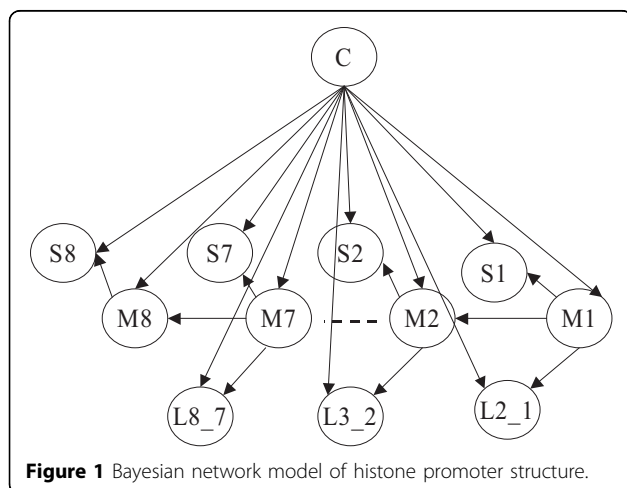 C
S8
S7
S2
S1
M8
M7
M2
M1
L8_7
L3_2
L2_1
Figure 1 Bayesian network model of histone promoter structure.